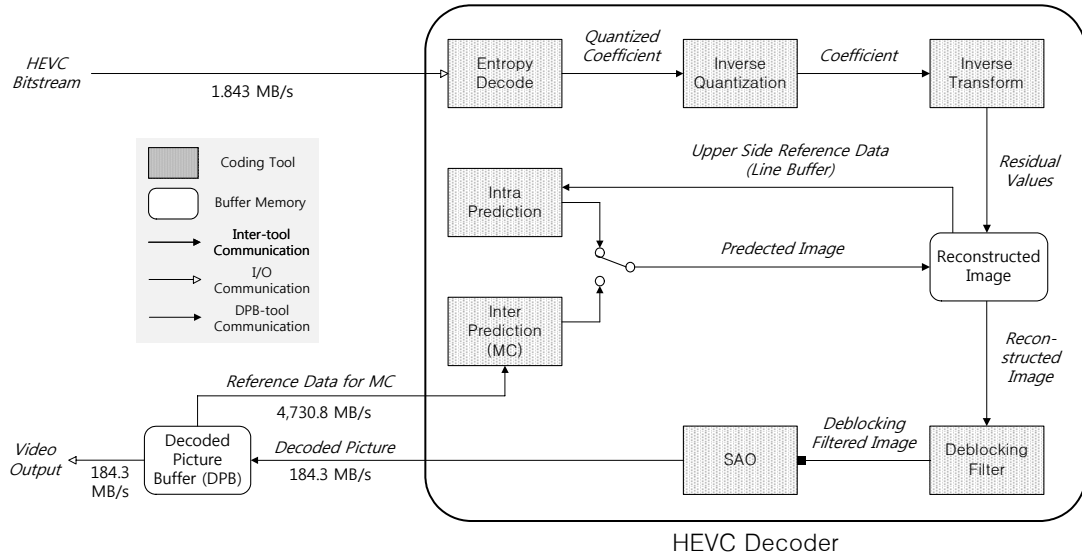 HEVC
Bitstream
1.843 MB/s
Entropy
Decode
Quantized
Coefficient
Inverse
Quantization
Coefficient
Inverse
Transform
Coding Tool
Buffer Memory
Inter-tool
Communication
I/O
Communication
DPB-tool
Communication
Upper Side Reference Data
(Line Buffer)
Residual
Values
Intra
Prediction
Predected Image
Reconstructed
Image
Inter
Prediction
(MC)
Recon-
structed
Image
Reference Data for MC
4,730.8 MB/s
Video
Output
184.3
MB/s
Decoded
Picture
Buffer (DPB)
Decoded Picture
184.3 MB/s
SAO
Deblocking
Filtered Image
Deblocking
Filter
HEVC Decoder